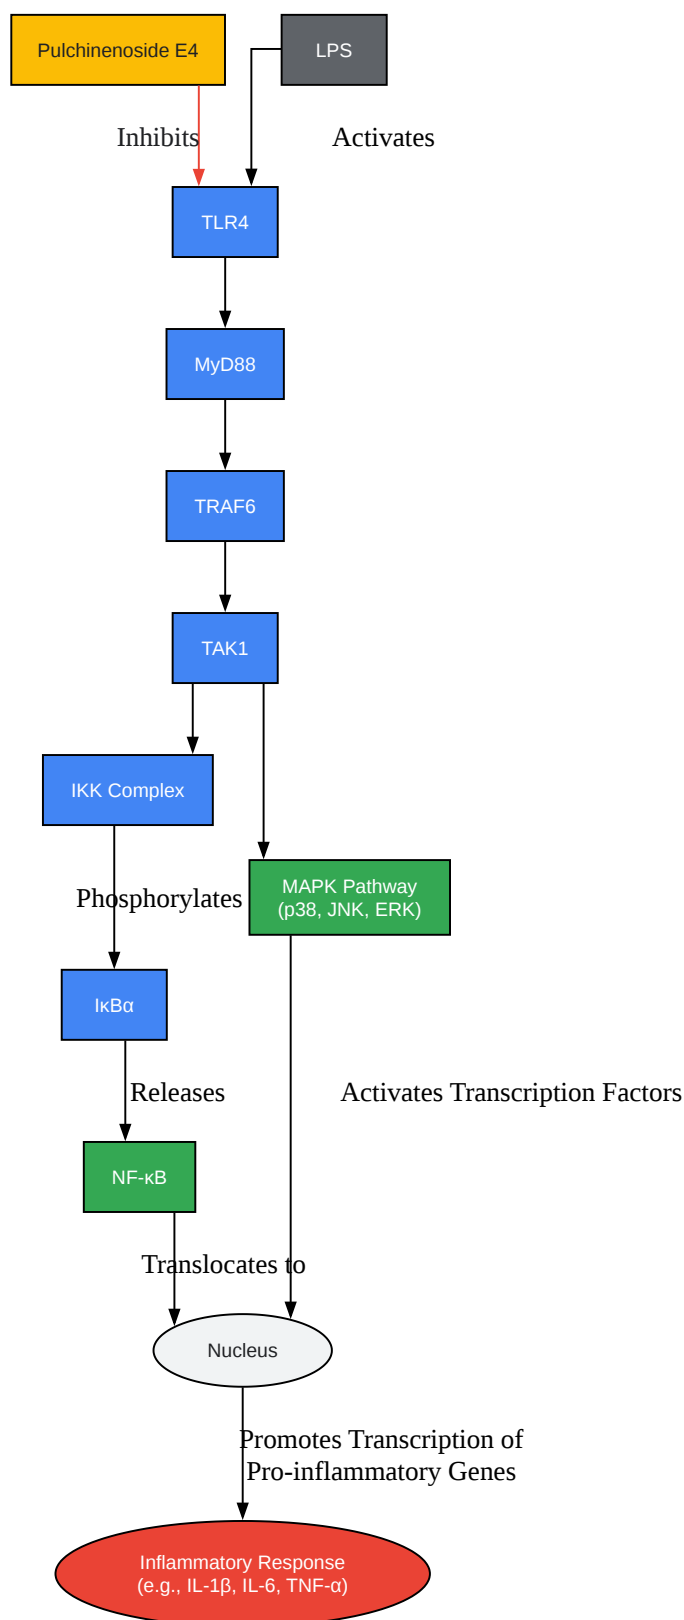 Pulchinenoside E4
LPS
Inhibits
Activates
TLR4
MyD88
TRAF6
TAK1
IKK Complex
MAPK Pathway
(p38, JNK, ERK)
Phosphorylates
IκBα
Releases
Activates Transcription Factors
NF-κB
Translocates to
Nucleus
Promotes Transcription of
Pro-inflammatory Genes
Inflammatory Response
(e.g., IL-1β, IL-6, TNF-α)